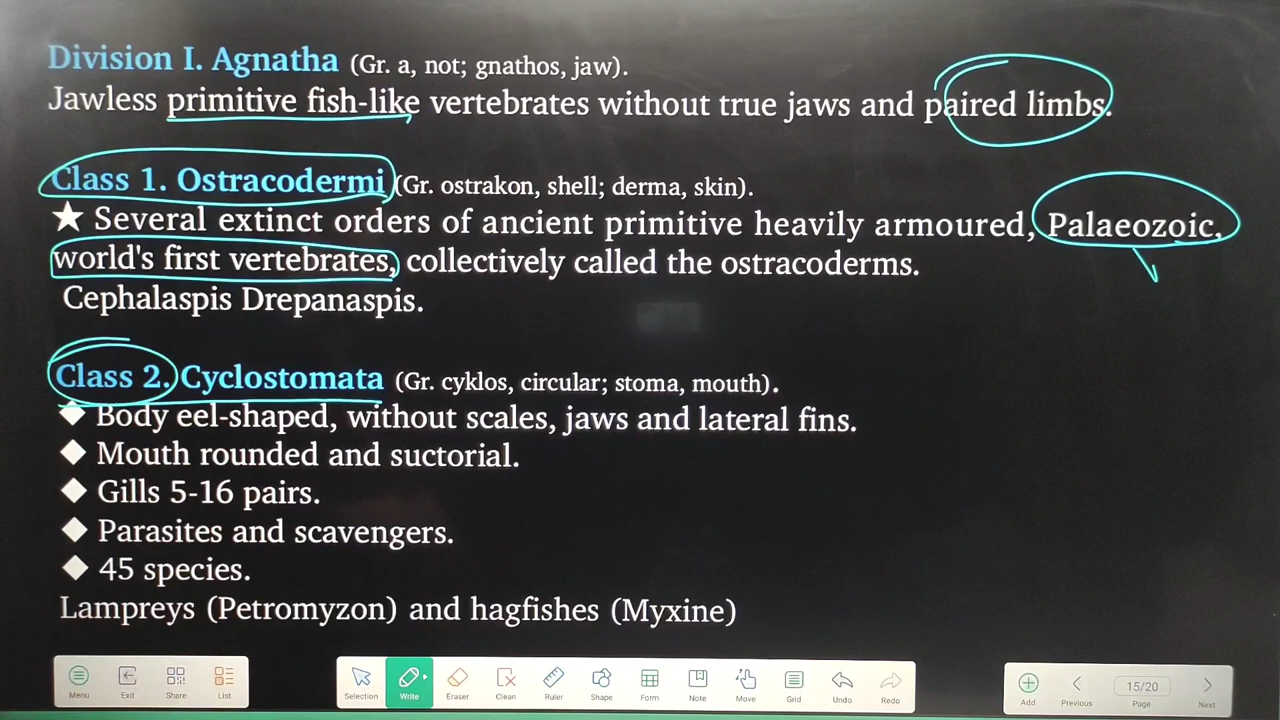 Division I. Agnatha (Gr. a, not; gnathos, jaw).
Jawless primitive fish-like vertebrates without true jaws and paired limbs.
Class 1. Ostracodermi (Gr. ostrakon, shell; derma, skin).
★ Several extinct orders of ancient primitive heavily armoured, Palaeozoic,
world's first vertebrates, collectively called the ostracoderms.
Cephalaspis Drepanaspis.
Class 2. Cyclostomata (Gr. cyklos, circular; stoma, mouth).
◆ Body eel-shaped, without scales, jaws and lateral fins.
◆ Mouth rounded and suctorial.
◆ Gills 5-16 pairs.
◆ Parasites and scavengers.
◆ 45 species.
Lampreys (Petromyzon) and hagfishes (Myxine)
Menu Exit Share List Selection Write Eraser Clean Ruler Shape Form Note Move Grid Undo Redo Add Previous 15/20 Page Next